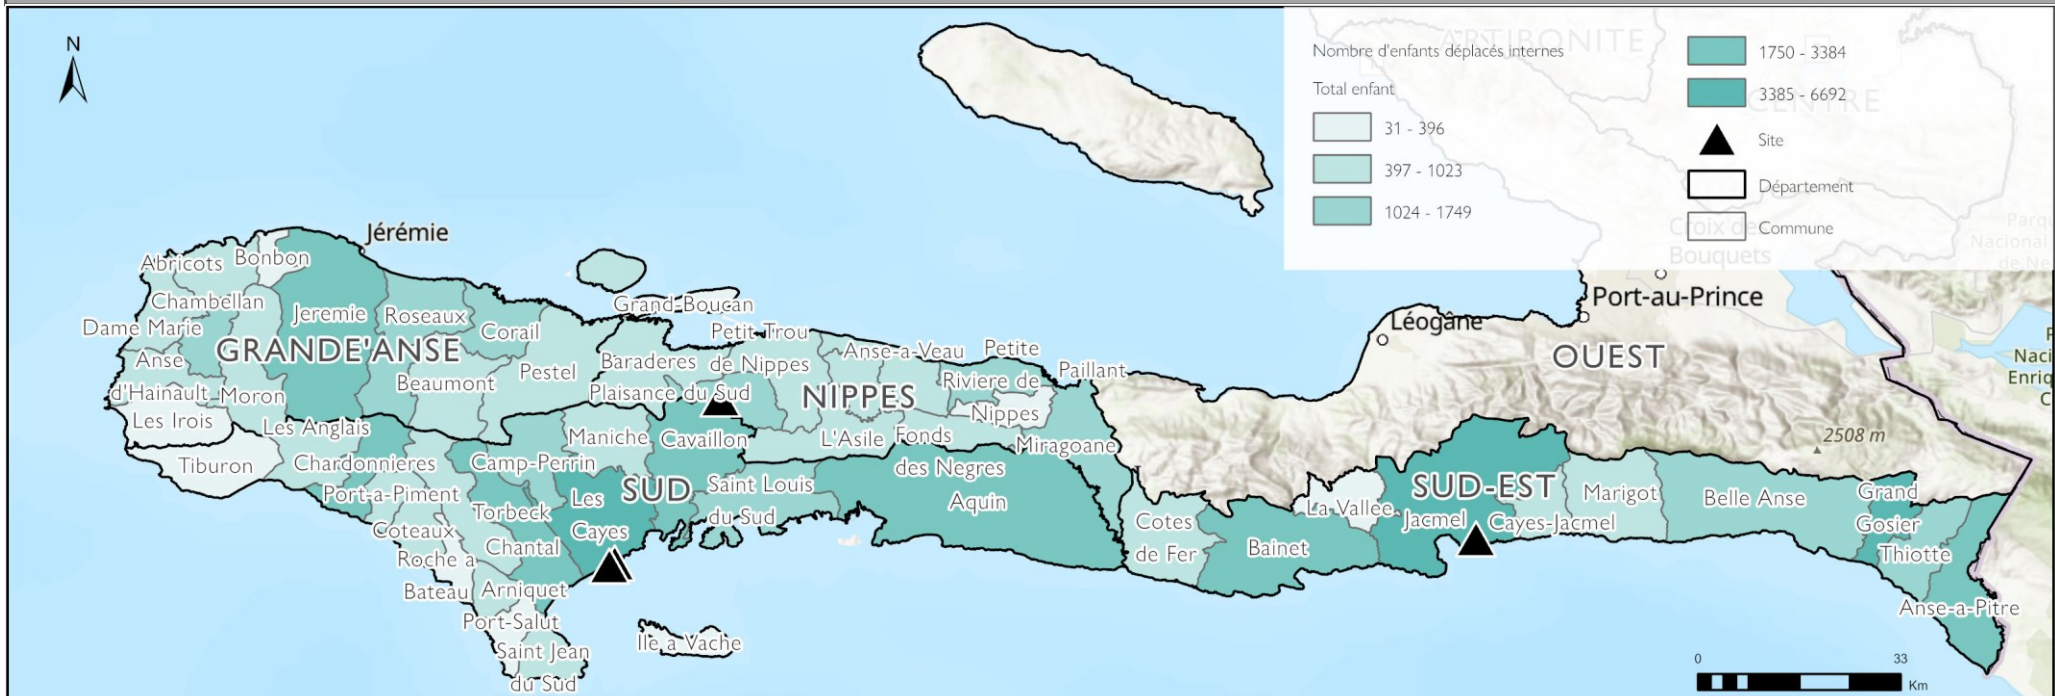 N
ARTIBONITE
CENTRE
Nombre d'enfants déplacés internes
Total enfant
31 - 396
397 - 1023
1024 - 1749
1750 - 3384
3385 - 6692
Site
Département
Commune
Croix des
Bouquets
Nacional
Enriq
Port-au-Prince
Léogâne
OUEST
2508 m
Jérémie
Abricots
Bonbon
Chambellan
Jeremie
Roseaux
Corail
Dame Marie
GRANDE'ANSE
Anse
d'Hainault
Moron
Beaumont
Pestel
Les Irois
Grand-Boucan
Petit Trou
de Nippes
Baraderes
Anse-a-Veau
Petite
Riviere de
Nippes
Paillant
Plaisance du Sud
NIPPES
L'Asile
Fonds
des Negres
Miragoane
Les Anglais
Tiburon
Chardonnieres
Port-a-Piment
Maniche
Cavaillon
Camp-Perrin
SUD
Les
Cayes
Saint Louis
du Sud
Aquin
Torbeck
Coteaux
Chantal
Roche a
Bateau
Arniquet
Port-Salut
Saint Jean
du Sud
Ile a Vache
Cotes
de Fer
Bainet
La Vallee
SUD-EST
Jacmel
Cayes-Jacmel
Marigot
Belle Anse
Grand
Gosier
Thiotte
Anse-a-Pitre
0
33
Km